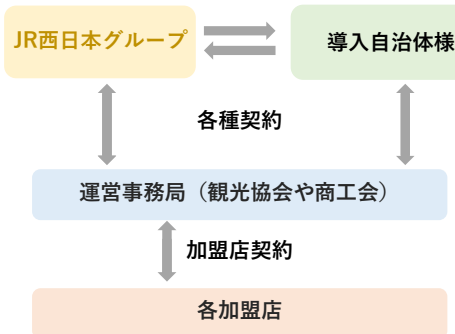 JR西日本グループ
導入自治体様
各種契約
運営事務局（観光協会や商工会）
加盟店契約
各加盟店